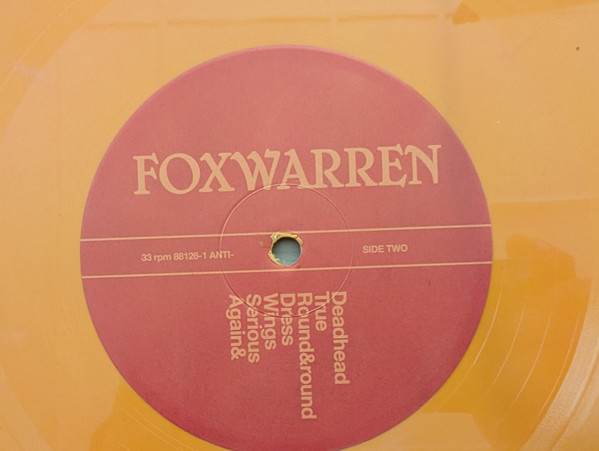 FOXWARREN
33 rpm 88126-1 ANTI-
SIDE TWO
Deadhead
True
Round&round
Dress
Wings
Serious
Again&